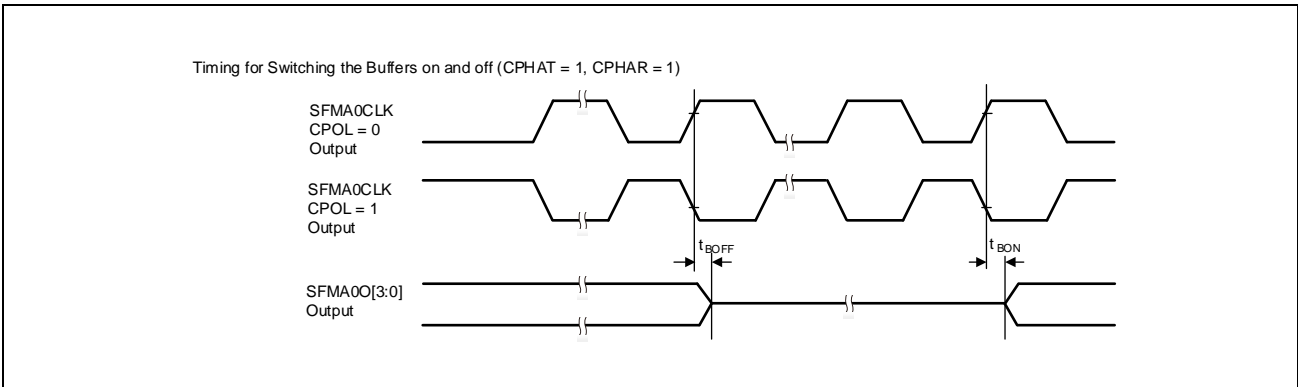 Timing for Switching the Buffers on and off (CPHAT = 1, CPHAR = 1)
SFMA0CLK
CPOL = 0
Output
SFMA0CLK
CPOL = 1
Output
tBOFF
tBON
SFMA0O[3:0]
Output